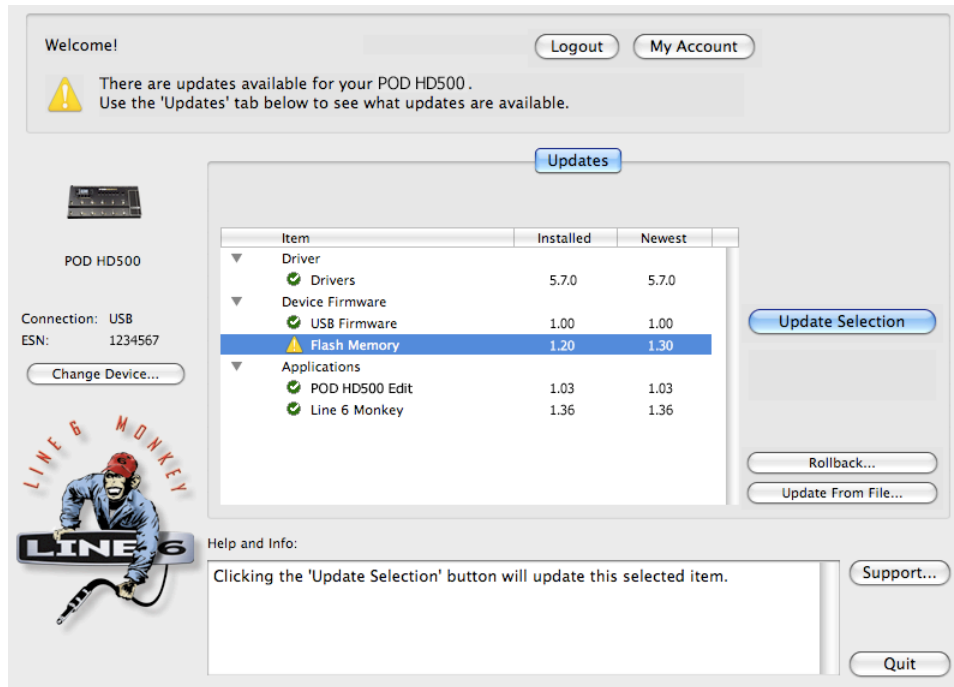 Welcome!
Logout
My Account
There are updates available for your POD HD500.
Use the 'Updates' tab below to see what updates are available.
Updates
POD HD500
Connection: USB
ESN: 1234567
Change Device...
Item Installed Newest
Driver
Drivers 5.7.0 5.7.0
Device Firmware
USB Firmware 1.00 1.00
Flash Memory 1.20 1.30
Applications
POD HD500 Edit 1.03 1.03
Line 6 Monkey 1.36 1.36
Update Selection
Rollback...
Update From File...
LINE 6 MONKEY
LINE 6
Help and Info:
Clicking the 'Update Selection' button will update this selected item.
Support...
Quit